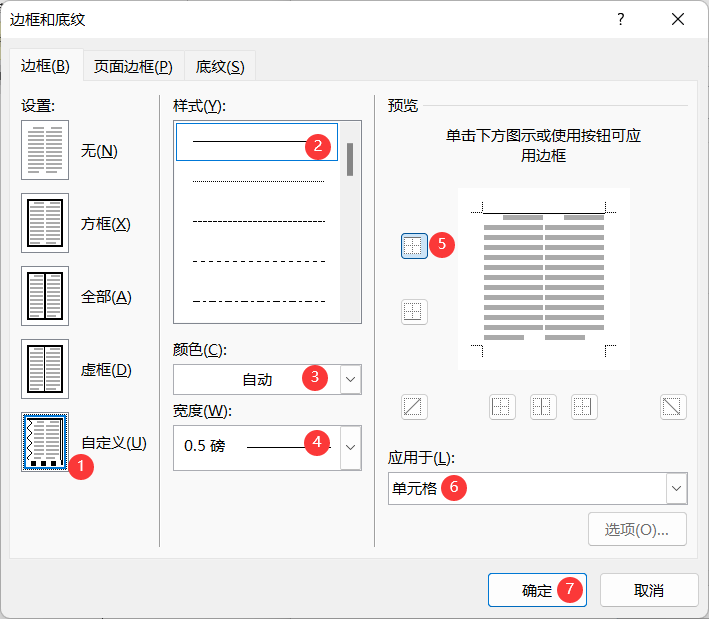 边框和底纹
?
边框(B)
页面边框(P)
底纹(S)
设置:
无(N)
方框(X)
全部(A)
虚框(D)
自定义(U)
1
样式(Y):
2
颜色(C):
自动
3
宽度(W):
0.5 磅
4
预览
单击下方图示或使用按钮可应
用边框
5
应用于(L):
单元格
6
选项(O)...
确定
7
取消